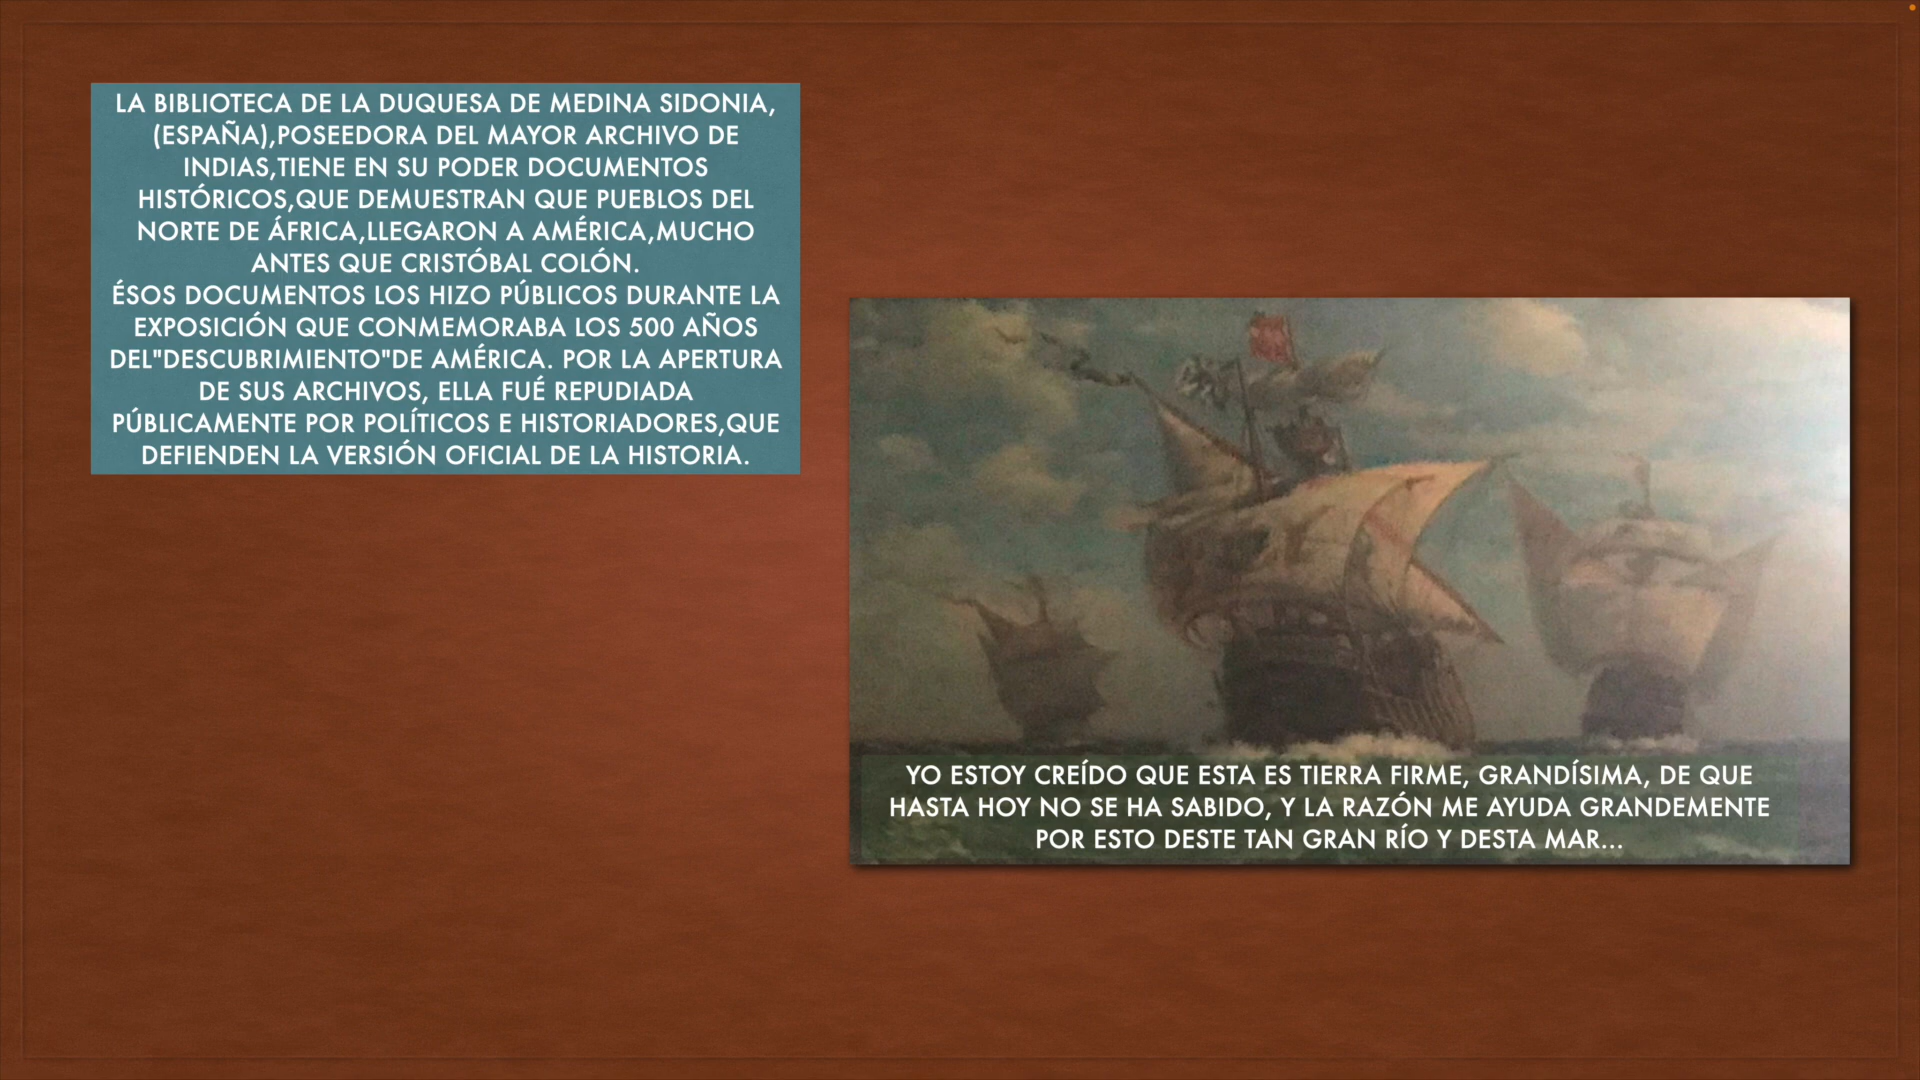 LA BIBLIOTECA DE LA DUQUESA DE MEDINA SIDONIA,
(ESPAÑA),POSEEDORA DEL MAYOR ARCHIVO DE
INDIAS,TIENE EN SU PODER DOCUMENTOS
HISTÓRICOS,QUE DEMUESTRAN QUE PUEBLOS DEL
NORTE DE ÁFRICA,LLEGARON A AMÉRICA,MUCHO
ANTES QUE CRISTÓBAL COLÓN.
ÉSOS DOCUMENTOS LOS HIZO PÚBLICOS DURANTE LA
EXPOSICIÓN QUE CONMEMORABA LOS 500 AÑOS
DEL"DESCUBRIMIENTO"DE AMÉRICA. POR LA APERTURA
DE SUS ARCHIVOS, ELLA FUÉ REPUDIADA
PÚBLICAMENTE POR POLÍTICOS E HISTORIADORES,QUE
DEFIENDEN LA VERSIÓN OFICIAL DE LA HISTORIA.
YO ESTOY CREÍDO QUE ESTA ES TIERRA FIRME, GRANDÍSIMA, DE QUE
HASTA HOY NO SE HA SABIDO, Y LA RAZÓN ME AYUDA GRANDEMENTE
POR ESTO DESTE TAN GRAN RÍO Y DESTA MAR...